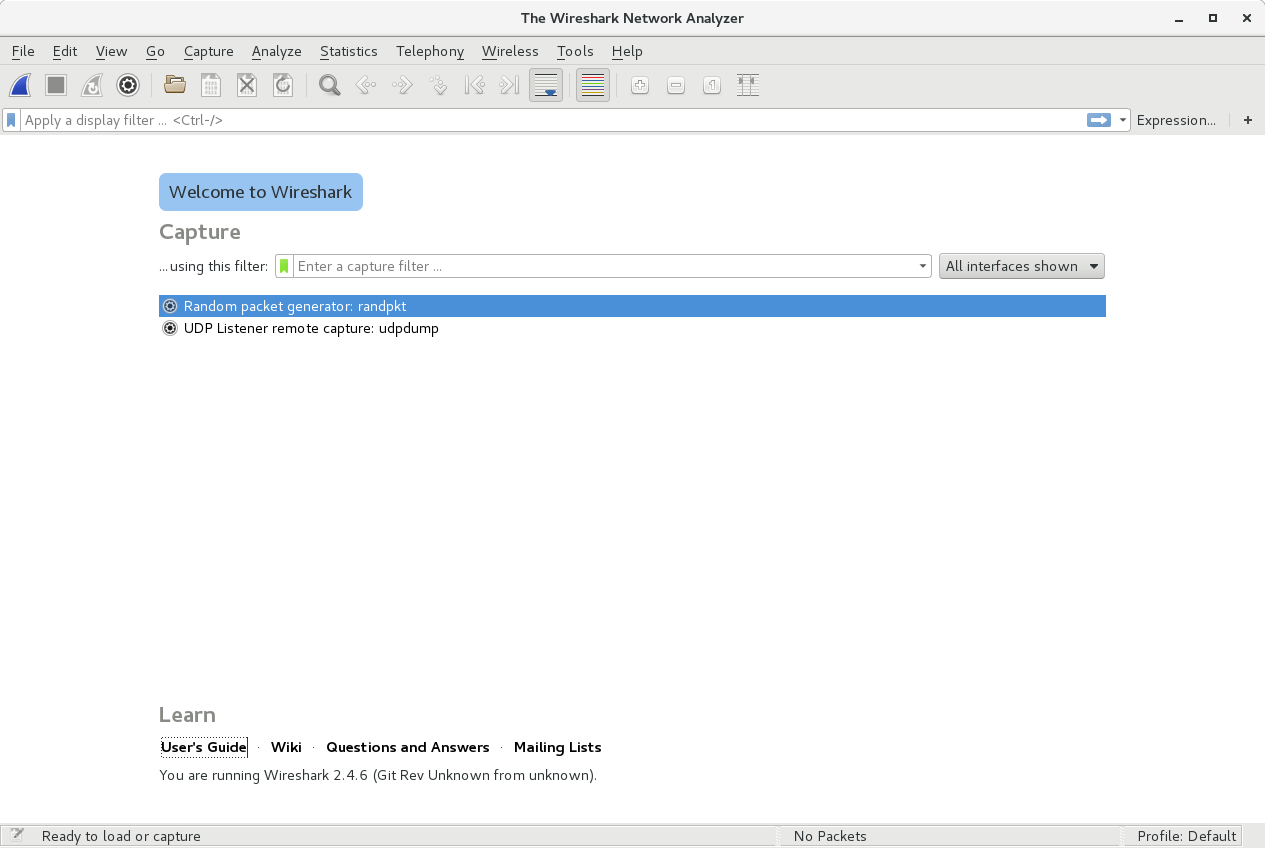 The Wireshark Network Analyzer
File Edit View Go Capture Analyze Statistics Telephony Wireless Tools Help
Apply a display filter ... <Ctrl-/> Expression... +
Welcome to Wireshark
Capture
...using this filter: Enter a capture filter ... All interfaces shown
Random packet generator: randpkt
UDP Listener remote capture: udpdump
Learn
User's Guide · Wiki · Questions and Answers · Mailing Lists
You are running Wireshark 2.4.6 (Git Rev Unknown from unknown).
Ready to load or capture No Packets Profile: Default